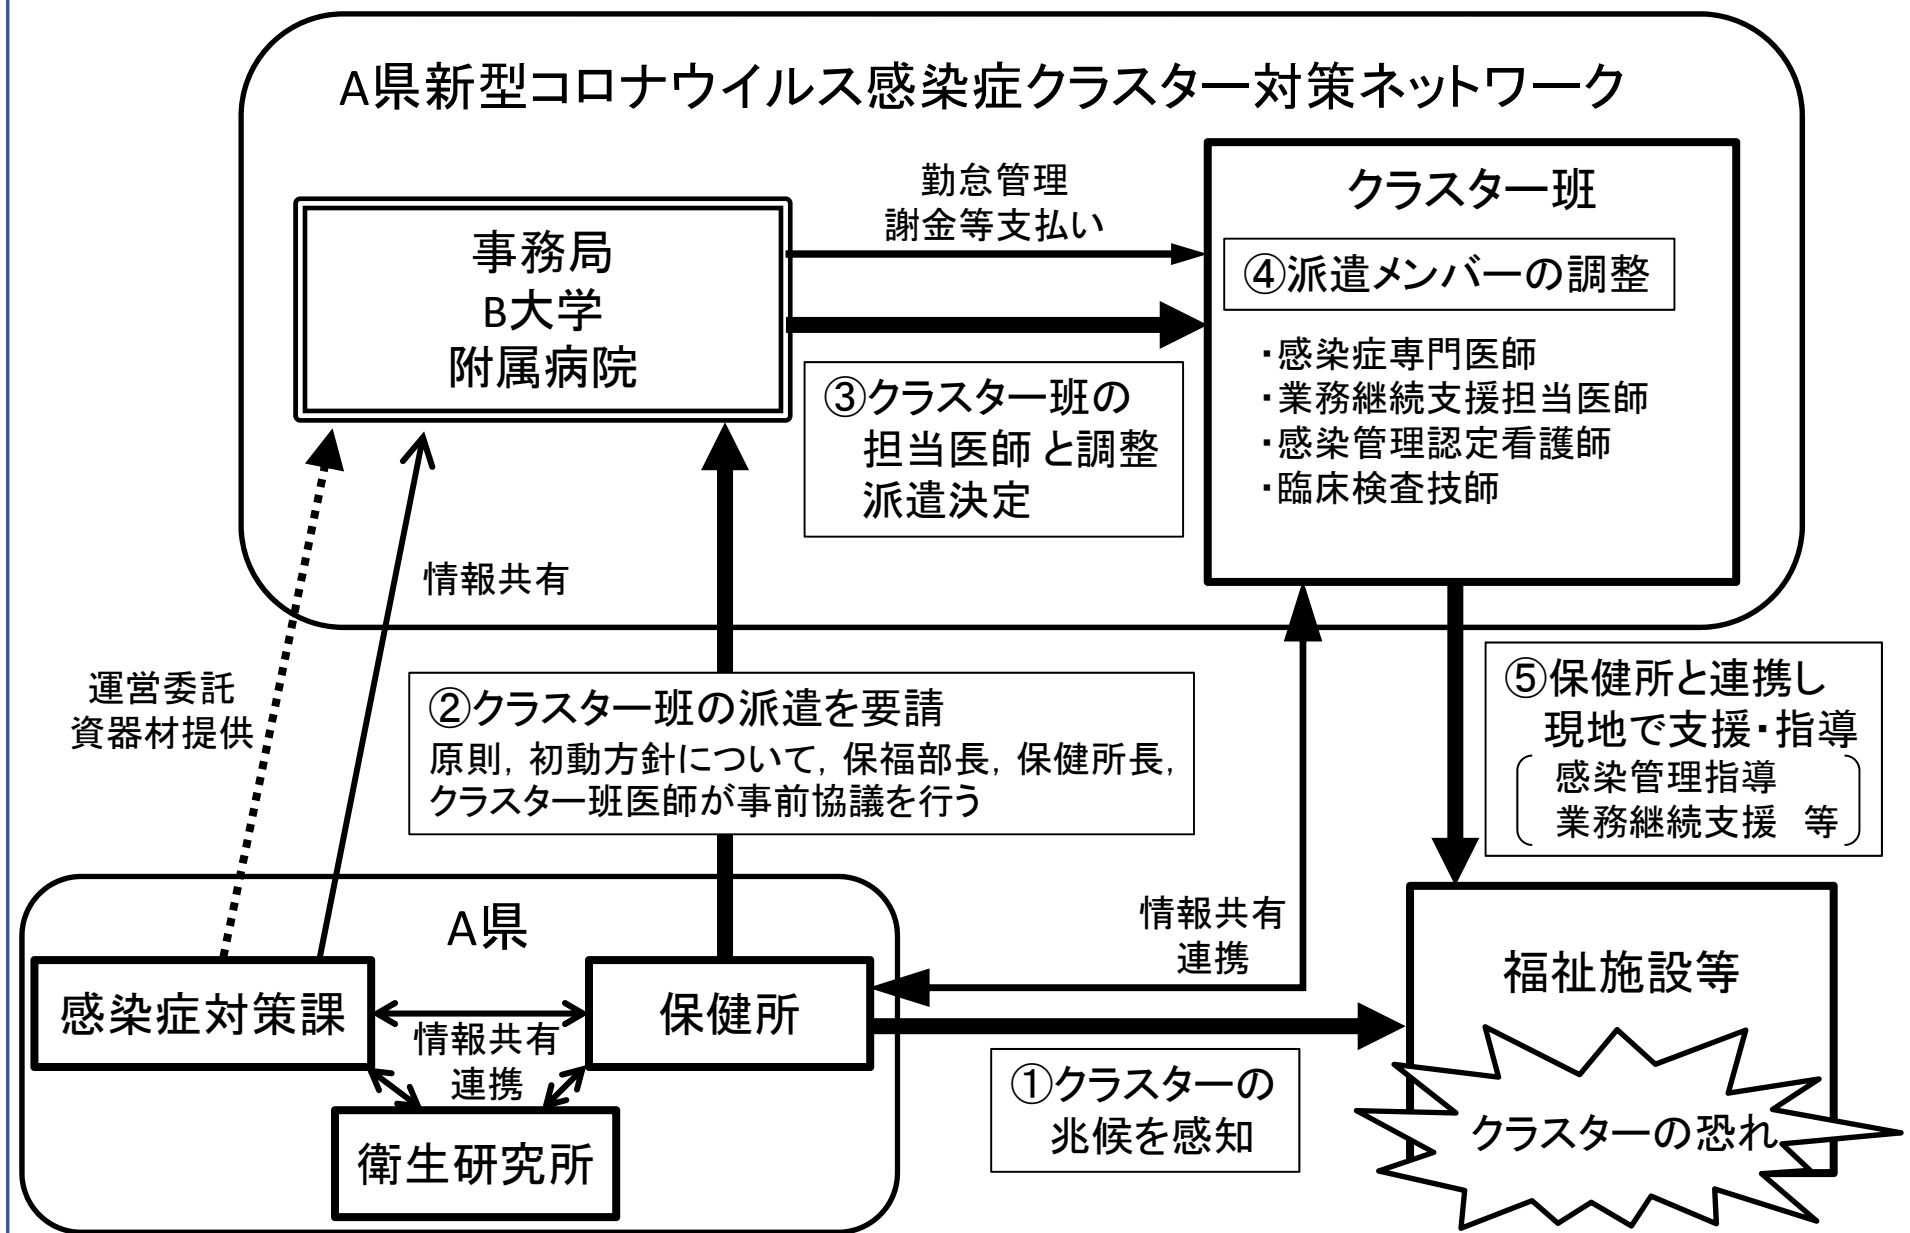 A県新型コロナウイルス感染症クラスター対策ネットワーク
事務局
B大学
附属病院
勤怠管理
謝金等支払い
クラスター班
④派遣メンバーの調整
・感染症専門医師
・業務継続支援担当医師
・感染管理認定看護師
・臨床検査技師
③クラスター班の
担当医師と調整
派遣決定
情報共有
運営委託
資器材提供
②クラスター班の派遣を要請
原則，初動方針について，保福部長，保健所長，
クラスター班医師が事前協議を行う
⑤保健所と連携し
現地で支援・指導
感染管理指導
業務継続支援　等
A県
感染症対策課
情報共有
連携
保健所
衛生研究所
情報共有
連携
①クラスターの
兆候を感知
福祉施設等
クラスターの恐れ